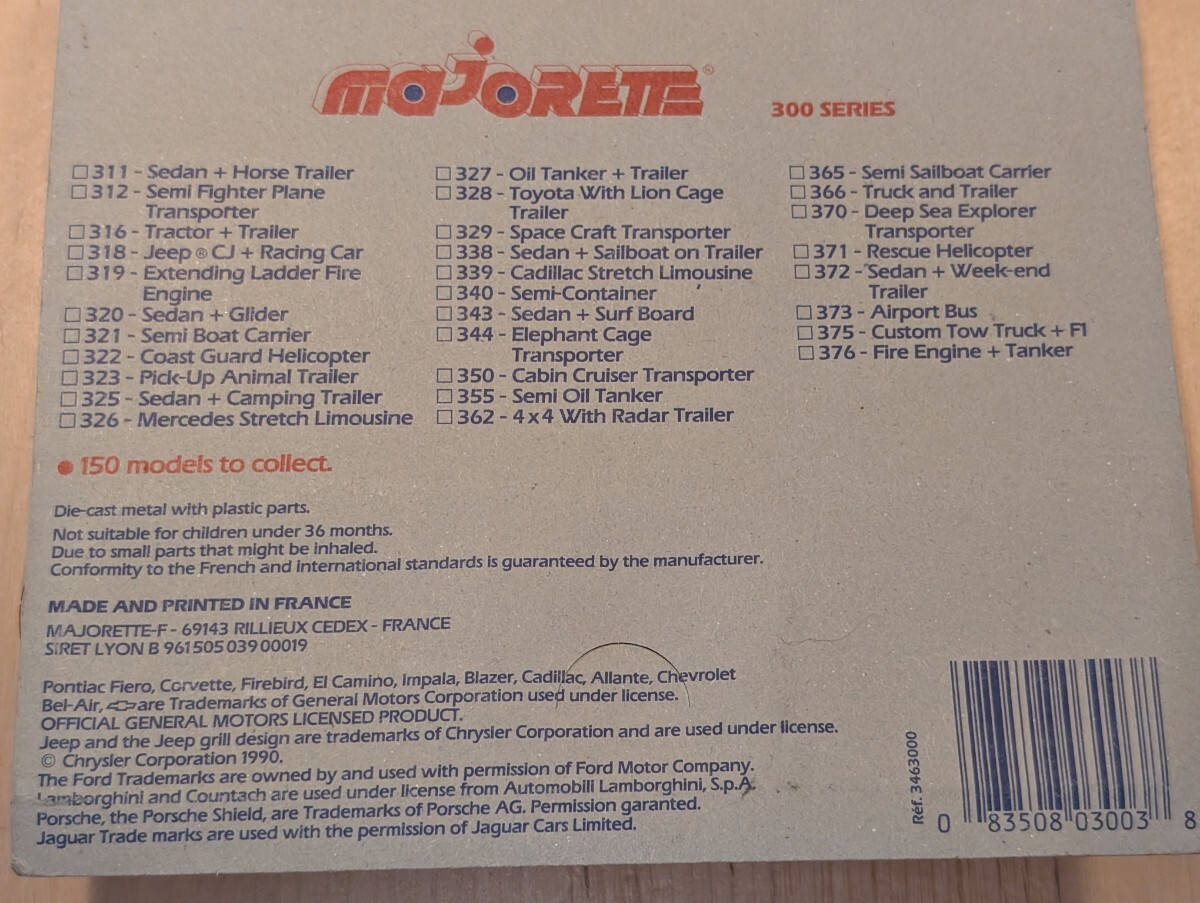 MAJORETTE®
300 SERIES
□ 311 - Sedan + Horse Trailer
□ 312 - Semi Fighter Plane
Transporter
□ 316 - Tractor + Trailer
□ 318 - Jeep ® CJ + Racing Car
□ 319 - Extending Ladder Fire
Engine
□ 320 - Sedan + Glider
□ 321 - Semi Boat Carrier
□ 322 - Coast Guard Helicopter
□ 323 - Pick-Up Animal Trailer
□ 325 - Sedan + Camping Trailer
□ 326 - Mercedes Stretch Limousine
□ 327 - Oil Tanker + Trailer
□ 328 - Toyota With Lion Cage
Trailer
□ 329 - Space Craft Transporter
□ 338 - Sedan + Sailboat on Trailer
□ 339 - Cadillac Stretch Limousine
□ 340 - Semi-Container
□ 343 - Sedan + Surf Board
□ 344 - Elephant Cage
Transporter
□ 350 - Cabin Cruiser Transporter
□ 355 - Semi Oil Tanker
□ 362 - 4x4 With Radar Trailer
□ 365 - Semi Sailboat Carrier
□ 366 - Truck and Trailer
□ 370 - Deep Sea Explorer
Transporter
□ 371 - Rescue Helicopter
□ 372 - Sedan + Week-end
Trailer
□ 373 - Airport Bus
□ 375 - Custom Tow Truck + F1
□ 376 - Fire Engine + Tanker
● 150 models to collect.
Die-cast metal with plastic parts.
Not suitable for children under 36 months.
Due to small parts that might be inhaled.
Conformity to the French and international standards is guaranteed by the manufacturer.
MADE AND PRINTED IN FRANCE
MAJORETTE-F - 69143 RILLIEUX CEDEX - FRANCE
SIRET LYON B 961 505 039 00019
Pontiac Fiero, Corvette, Firebird, El Camino, Impala, Blazer, Cadillac, Allante, Chevrolet
Bel-Air, are Trademarks of General Motors Corporation used under license.
OFFICIAL GENERAL MOTORS LICENSED PRODUCT.
Jeep and the Jeep grill design are trademarks of Chrysler Corporation and are used under license.
© Chrysler Corporation 1990.
The Ford Trademarks are owned by and used with permission of Ford Motor Company.
Lamborghini and Countach are used under license from Automobili Lamborghini, S.p.A.
Porsche, the Porsche Shield, are Trademarks of Porsche AG. Permission garanted.
Jaguar Trade marks are used with the permission of Jaguar Cars Limited.
Réf. 3463000
0 83508 03003 8